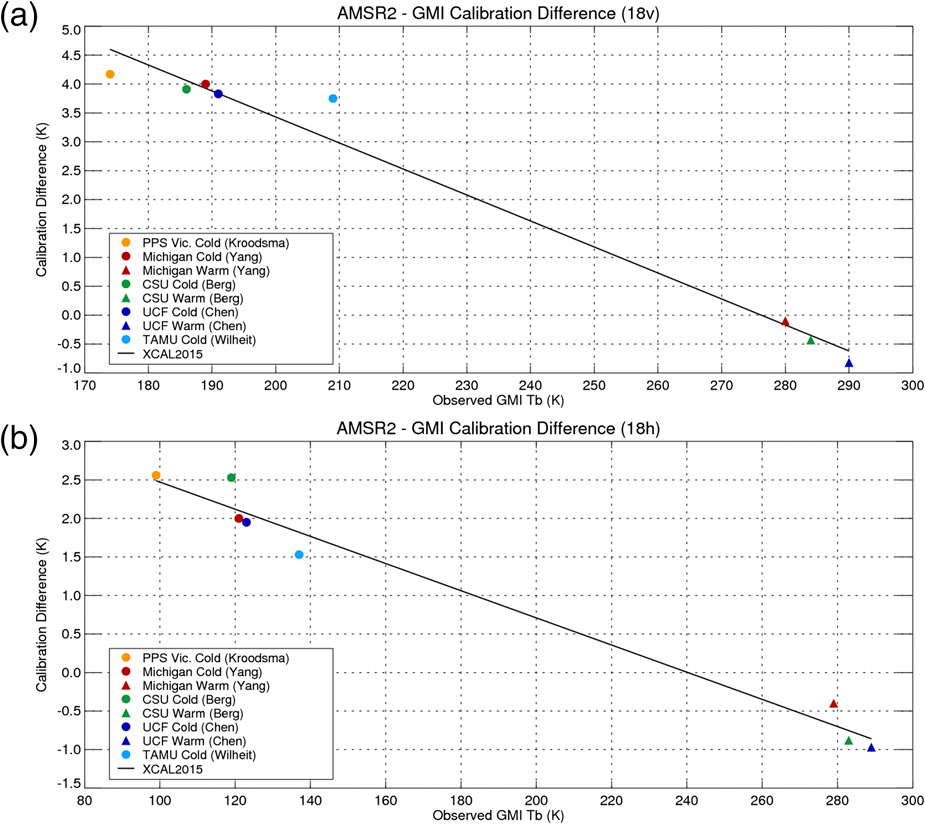 (a)
AMSR2 - GMI Calibration Difference (18v)
5.0
4.5
4.0
3.5
3.0
2.5
2.0
1.5
1.0
0.5
0.0
-0.5
-1.0
Calibration Difference (K)
PPS Vic. Cold (Kroodsma)
Michigan Cold (Yang)
Michigan Warm (Yang)
CSU Cold (Berg)
CSU Warm (Berg)
UCF Cold (Chen)
UCF Warm (Chen)
TAMU Cold (Wilheit)
XCAL2015
170 180 190 200 210 220 230 240 250 260 270 280 290 300
Observed GMI Tb (K)
(b)
AMSR2 - GMI Calibration Difference (18h)
3.0
2.5
2.0
1.5
1.0
0.5
0.0
-0.5
-1.0
-1.5
Calibration Difference (K)
PPS Vic. Cold (Kroodsma)
Michigan Cold (Yang)
Michigan Warm (Yang)
CSU Cold (Berg)
CSU Warm (Berg)
UCF Cold (Chen)
UCF Warm (Chen)
TAMU Cold (Wilheit)
XCAL2015
80 100 120 140 160 180 200 220 240 260 280 300
Observed GMI Tb (K)